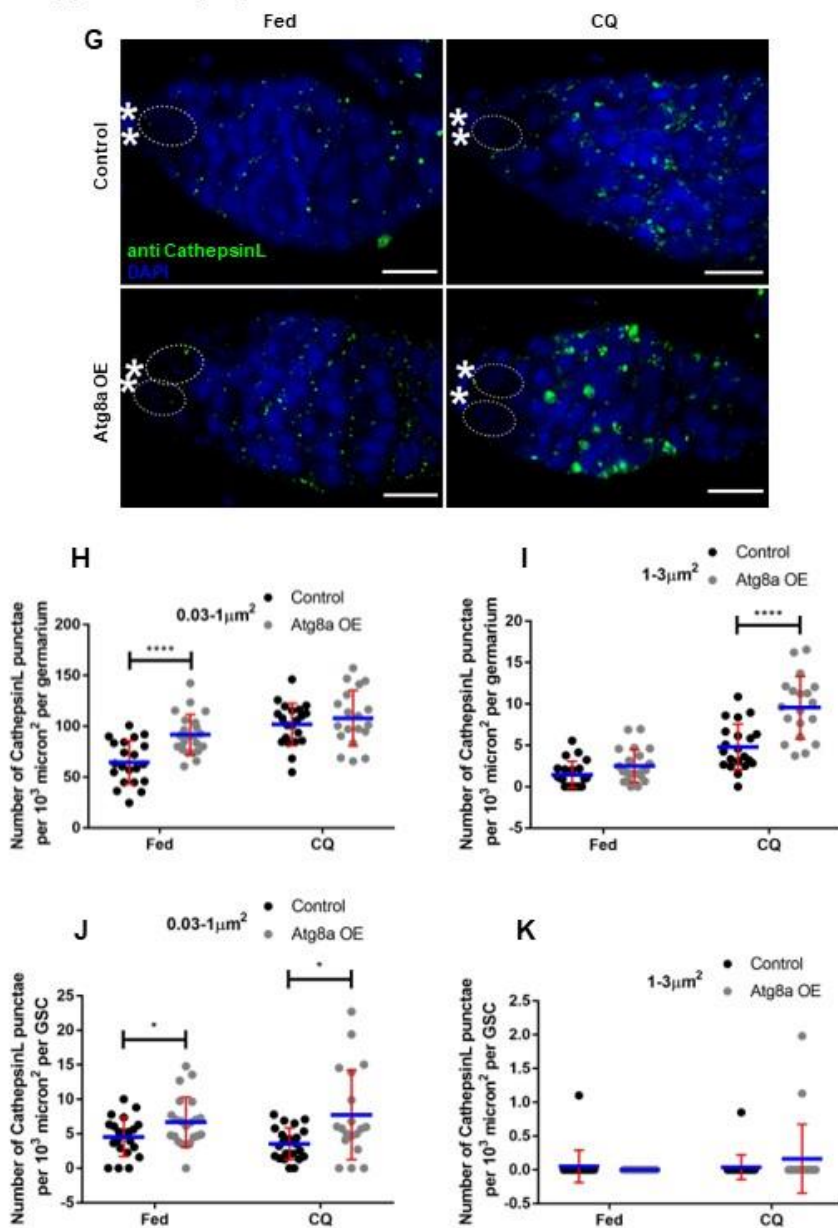 Fed
CQ
G
Control
anti CathepsinL
DAPI
Atg8a OE
H
Control
Atg8a OE
0.03-1µm²
Number of CathepsinL punctae
per 10³ micron² per germarium
200
150
100
50
0
****
Fed
CQ
I
Control
Atg8a OE
1-3µm²
Number of CathepsinL punctae
per 10³ micron² per germarium
20
15
10
5
0
-5
****
Fed
CQ
J
Control
Atg8a OE
0.03-1µm²
Number of CathepsinL punctae
per 10³ micron² per GSC
25
20
15
10
5
0
-5
*
*
Fed
CQ
K
Control
Atg8a OE
1-3µm²
Number of CathepsinL punctae
per 10³ micron² per GSC
2.5
2.0
1.5
1.0
0.5
0.0
-0.5
Fed
CQ